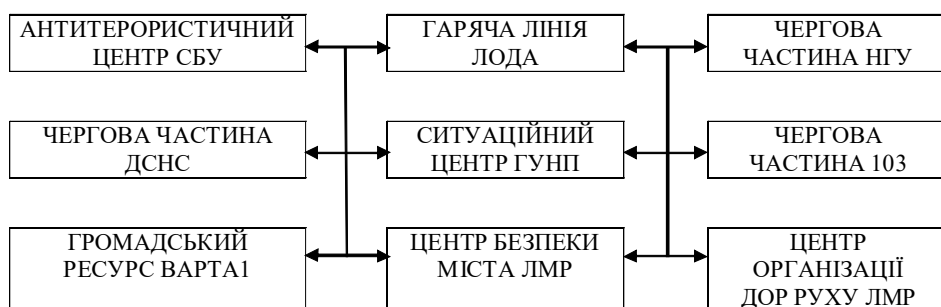 АНТИТЕРОРИСТИЧНИЙ
ЦЕНТР СБУ
ГАРЯЧА ЛІНІЯ
ЛОДА
ЧЕРГОВА
ЧАСТИНА НГУ
ЧЕРГОВА ЧАСТИНА
ДСНС
СИТУАЦІЙНИЙ
ЦЕНТР ГУНП
ЧЕРГОВА
ЧАСТИНА 103
ГРОМАДСЬКИЙ
РЕСУРС ВАРТА1
ЦЕНТР БЕЗПЕКИ
МІСТА ЛМР
ЦЕНТР
ОРГАНІЗАЦІЇ
ДОР РУХУ ЛМР